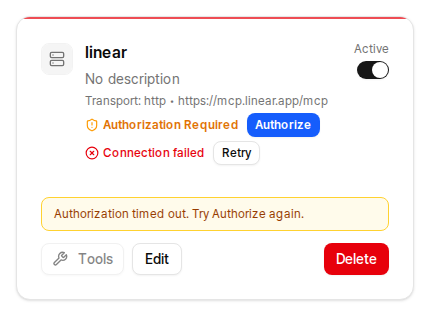 linear
Active
No description
Transport: http • https://mcp.linear.app/mcp
Authorization Required Authorize
Connection failed Retry
Authorization timed out. Try Authorize again.
Tools Edit Delete